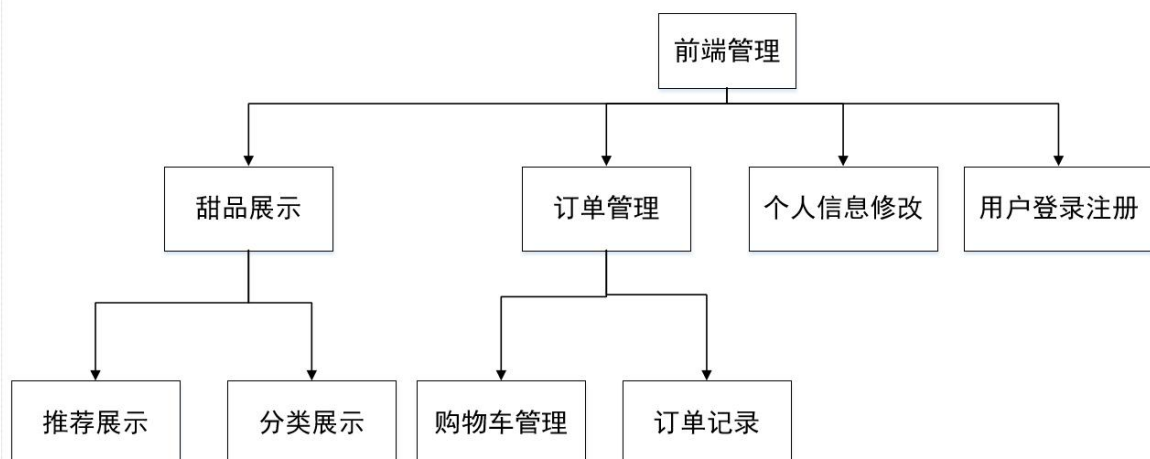 前端管理
甜品展示
订单管理
个人信息修改
用户登录注册
推荐展示
分类展示
购物车管理
订单记录